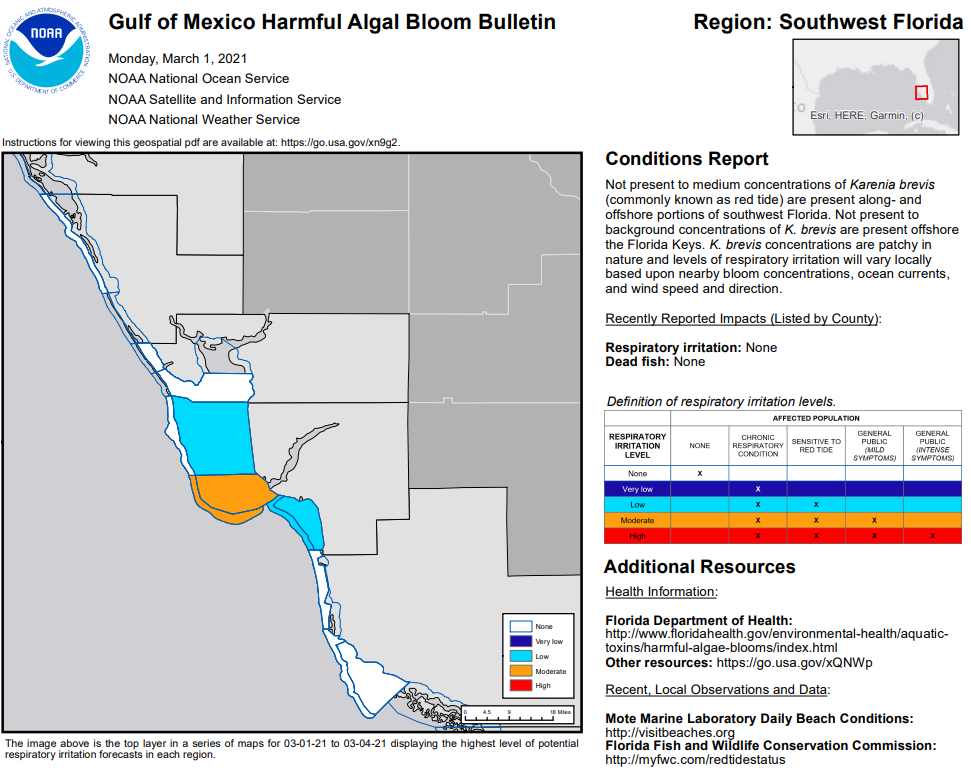 NATIONAL OCEANIC AND ATMOSPHERIC ADMINISTRATION
NOAA
U.S. DEPARTMENT OF COMMERCE
Gulf of Mexico Harmful Algal Bloom Bulletin
Region: Southwest Florida
Monday, March 1, 2021
NOAA National Ocean Service
NOAA Satellite and Information Service
NOAA National Weather Service
Esri, HERE, Garmin, (c)
Instructions for viewing this geospatial pdf are available at: https://go.usa.gov/xn9g2.
None
Very low
Low
Moderate
High
0 4.5 9 18 Miles
The image above is the top layer in a series of maps for 03-01-21 to 03-04-21 displaying the highest level of potential
respiratory irritation forecasts in each region.
Conditions Report
Not present to medium concentrations of Karenia brevis
(commonly known as red tide) are present along- and
offshore portions of southwest Florida. Not present to
background concentrations of K. brevis are present offshore
the Florida Keys. K. brevis concentrations are patchy in
nature and levels of respiratory irritation will vary locally
based upon nearby bloom concentrations, ocean currents,
and wind speed and direction.
Recently Reported Impacts (Listed by County):
Respiratory irritation: None
Dead fish: None
Definition of respiratory irritation levels.
AFFECTED POPULATION
RESPIRATORY IRRITATION LEVEL
NONE
CHRONIC RESPIRATORY CONDITION
SENSITIVE TO RED TIDE
GENERAL PUBLIC (MILD SYMPTOMS)
GENERAL PUBLIC (INTENSE SYMPTOMS)
None x
Very low x
Low x x
Moderate x x x
High x x x x
Additional Resources
Health Information:
Florida Department of Health:
http://www.floridahealth.gov/environmental-health/aquatic-
toxins/harmful-algae-blooms/index.html
Other resources: https://go.usa.gov/xQNWp
Recent, Local Observations and Data:
Mote Marine Laboratory Daily Beach Conditions:
http://visitbeaches.org
Florida Fish and Wildlife Conservation Commission:
http://myfwc.com/redtidestatus